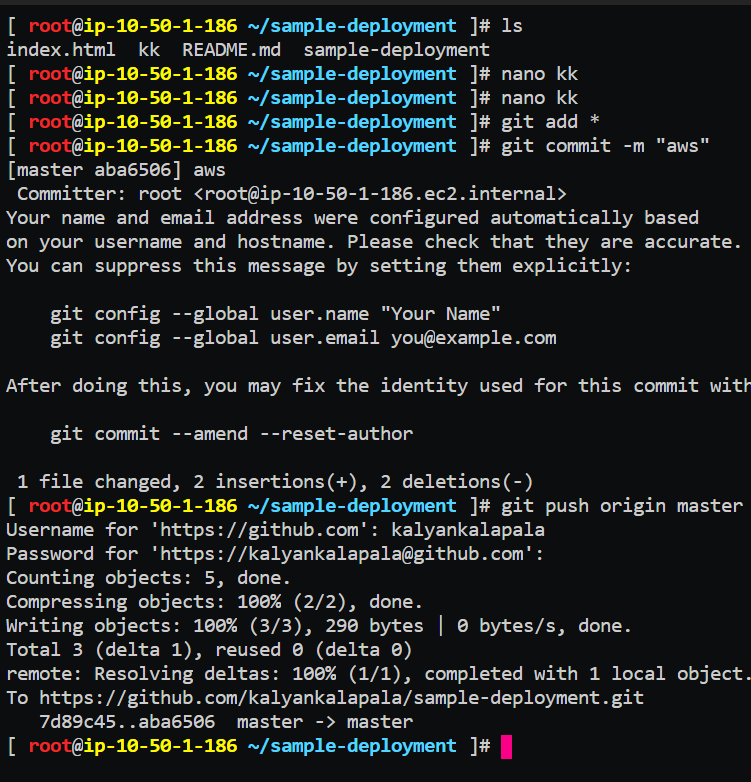 [ root@ip-10-50-1-186 ~/sample-deployment ]# ls
index.html  kk  README.md  sample-deployment
[ root@ip-10-50-1-186 ~/sample-deployment ]# nano kk
[ root@ip-10-50-1-186 ~/sample-deployment ]# nano kk
[ root@ip-10-50-1-186 ~/sample-deployment ]# git add *
[ root@ip-10-50-1-186 ~/sample-deployment ]# git commit -m "aws"
[master aba6506] aws
 Committer: root <root@ip-10-50-1-186.ec2.internal>
Your name and email address were configured automatically based
on your username and hostname. Please check that they are accurate.
You can suppress this message by setting them explicitly:

    git config --global user.name "Your Name"
    git config --global user.email you@example.com

After doing this, you may fix the identity used for this commit with

    git commit --amend --reset-author

 1 file changed, 2 insertions(+), 2 deletions(-)
[ root@ip-10-50-1-186 ~/sample-deployment ]# git push origin master
Username for 'https://github.com': kalyankalapala
Password for 'https://kalyankalapala@github.com':
Counting objects: 5, done.
Compressing objects: 100% (2/2), done.
Writing objects: 100% (3/3), 290 bytes | 0 bytes/s, done.
Total 3 (delta 1), reused 0 (delta 0)
remote: Resolving deltas: 100% (1/1), completed with 1 local object.
To https://github.com/kalyankalapala/sample-deployment.git
   7d89c45..aba6506  master -> master
[ root@ip-10-50-1-186 ~/sample-deployment ]#